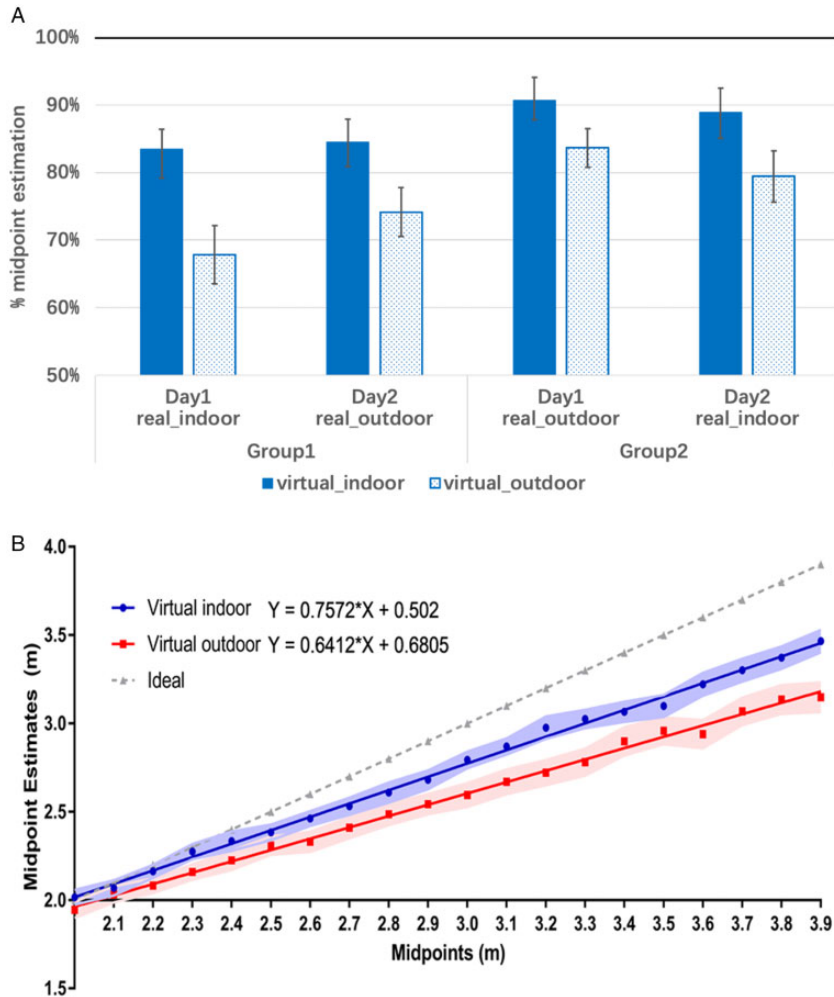 A
100%
90%
80%
70%
60%
50%
% midpoint estimation
Day1 Day2 Day1 Day2
real_indoor real_outdoor real_outdoor real_indoor
Group1 Group2
virtual_indoor virtual_outdoor
B
4.0
3.5
3.0
2.5
2.0
1.5
Midpoint Estimates (m)
Virtual indoor Y = 0.7572*X + 0.502
Virtual outdoor Y = 0.6412*X + 0.6805
Ideal
2.1 2.2 2.3 2.4 2.5 2.6 2.7 2.8 2.9 3.0 3.1 3.2 3.3 3.4 3.5 3.6 3.7 3.8 3.9
Midpoints (m)